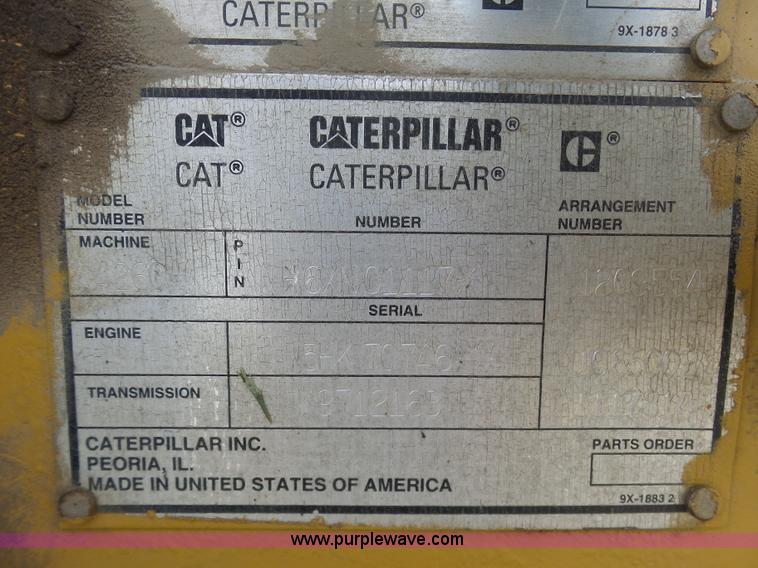 CATERPILLAR®
9X-1878 3
CAT® CATERPILLAR® ®
CAT® CATERPILLAR®
MODEL NUMBER
NUMBER
ARRANGEMENT NUMBER
MACHINE
PIN
SERIAL
ENGINE
TRANSMISSION
CATERPILLAR INC.
PEORIA, IL.
MADE IN UNITED STATES OF AMERICA
PARTS ORDER
9X-1883 2
www.purplewave.com